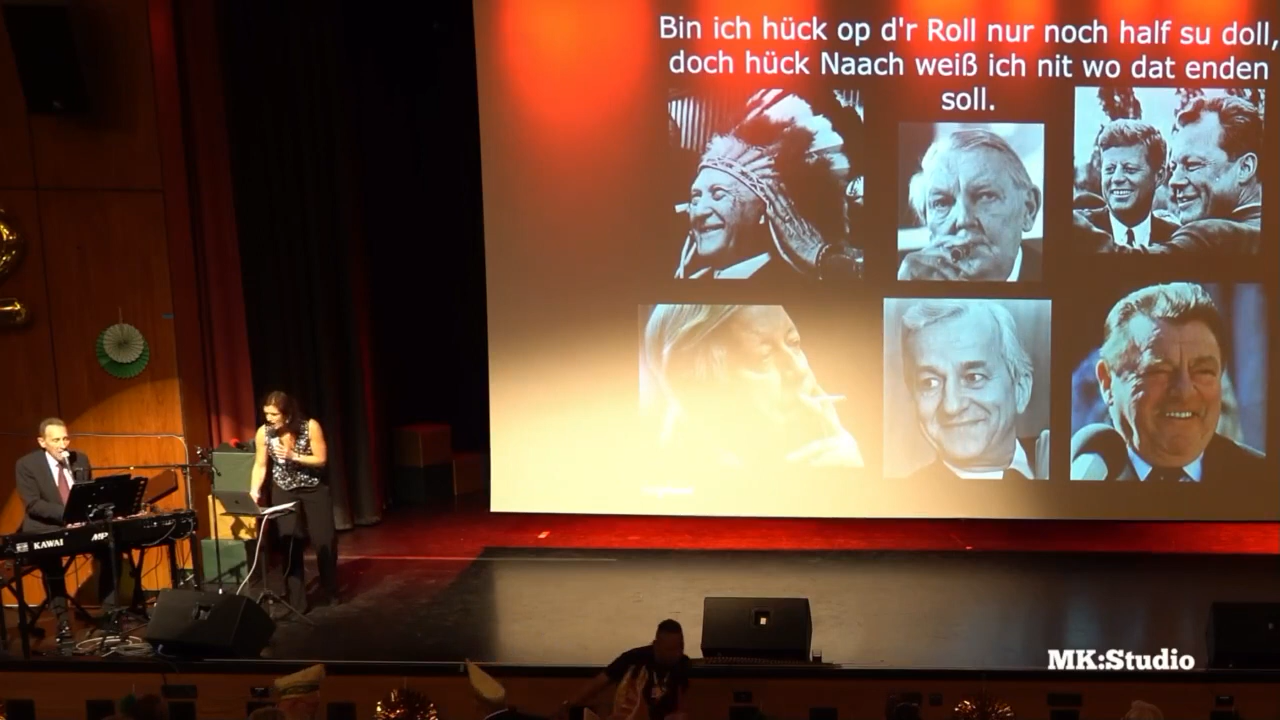 Bin ich hück op d'r Roll nur noch half su doll,
doch hück Naach weiß ich nit wo dat enden
soll.
KAWAI MP
MK:Studio